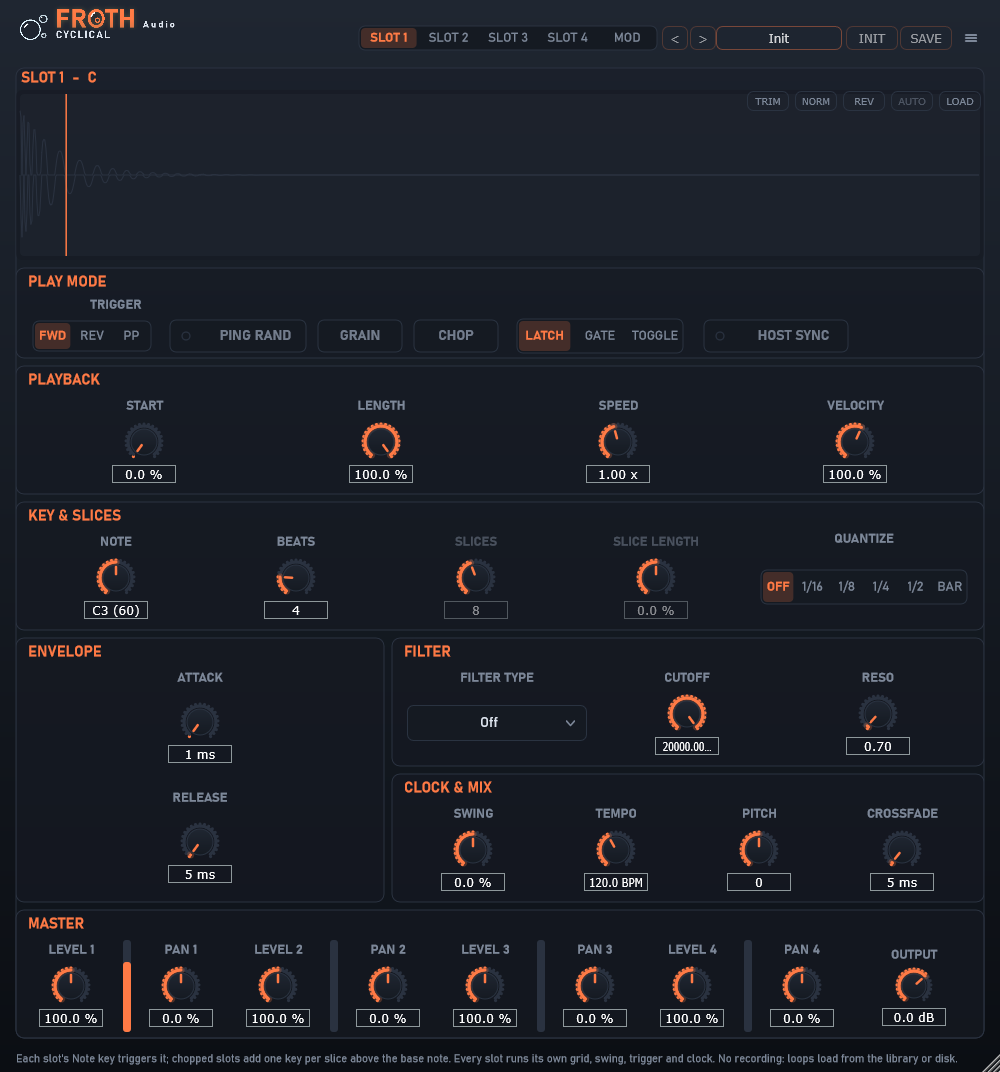 FROTH Audio
CYCLICAL
SLOT 1 SLOT 2 SLOT 3 SLOT 4 MOD < > Init INIT SAVE
SLOT 1 - C
TRIM NORM REV AUTO LOAD
PLAY MODE
TRIGGER
FWD REV PP PING RAND GRAIN CHOP LATCH GATE TOGGLE HOST SYNC
PLAYBACK
START LENGTH SPEED VELOCITY
0.0 % 100.0 % 1.00 x 100.0 %
KEY & SLICES
NOTE BEATS SLICES SLICE LENGTH QUANTIZE
OFF 1/16 1/8 1/4 1/2 BAR
C3 (60) 4 8 0.0 %
ENVELOPE
ATTACK
1 ms
RELEASE
5 ms
FILTER
FILTER TYPE CUTOFF RESO
Off
20000.00... 0.70
CLOCK & MIX
SWING TEMPO PITCH CROSSFADE
0.0 % 120.0 BPM 0 5 ms
MASTER
LEVEL 1 PAN 1 LEVEL 2 PAN 2 LEVEL 3 PAN 3 LEVEL 4 PAN 4 OUTPUT
100.0 % 0.0 % 100.0 % 0.0 % 100.0 % 0.0 % 100.0 % 0.0 % 0.0 dB
Each slot's Note key triggers it; chopped slots add one key per slice above the base note. Every slot runs its own grid, swing, trigger and clock. No recording: loops load from the library or disk.